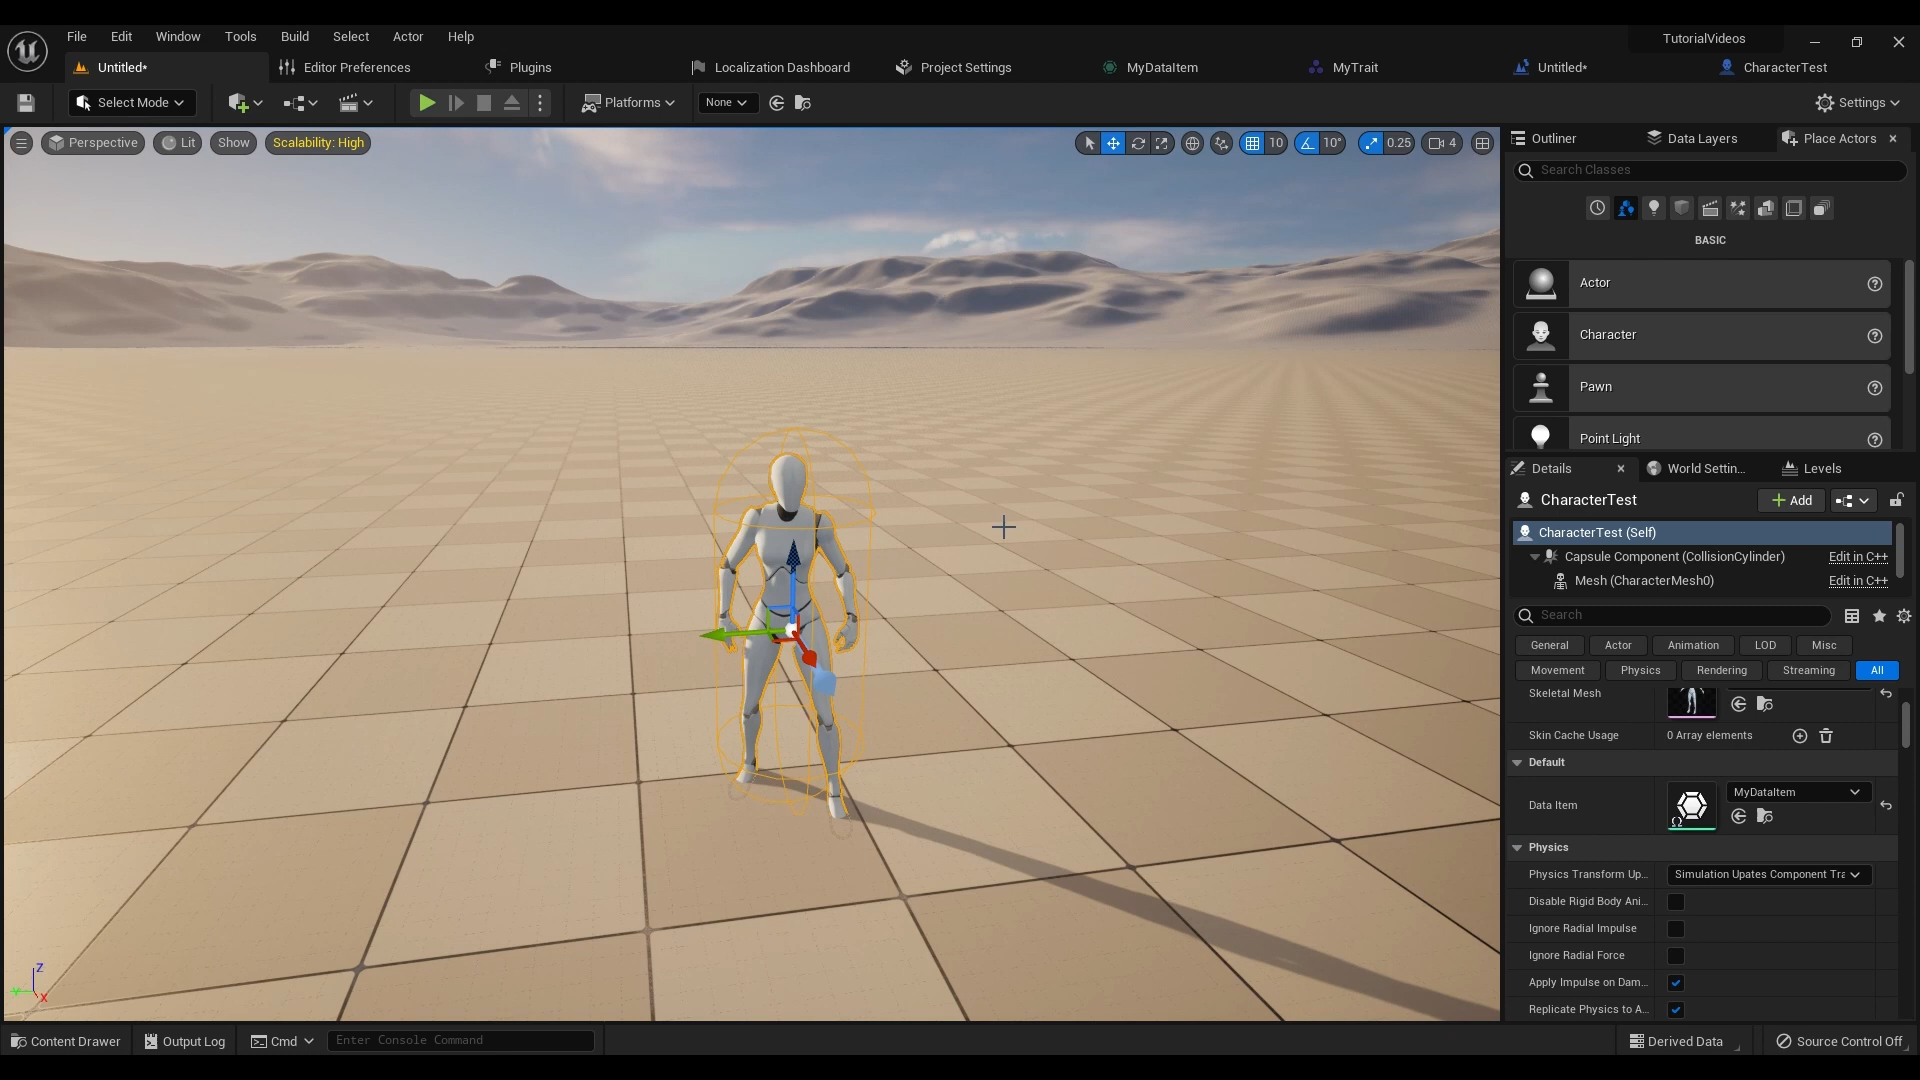 File Edit Window Tools Build Select Actor Help
TutorialVideos
Untitled* Editor Preferences Plugins Localization Dashboard Project Settings MyDataItem MyTrait Untitled* CharacterTest
Select Mode Platforms None Settings
Perspective Lit Show Scalability: High 10 10° 0.25 4
Outliner Data Layers Place Actors
Search Classes
BASIC
Actor
Character
Pawn
Point Light
Details World Settin... Levels
CharacterTest Add
CharacterTest (Self)
Capsule Component (CollisionCylinder) Edit in C++
Mesh (CharacterMesh0) Edit in C++
Search
General Actor Animation LOD Misc
Movement Physics Rendering Streaming All
Skeletal Mesh
Skin Cache Usage 0 Array elements
Default
Data Item MyDataItem
Physics
Physics Transform Up... Simulation Upates Component Tra
Disable Rigid Body Ani...
Ignore Radial Impulse
Ignore Radial Force
Apply Impulse on Dam...
Replicate Physics to A...
Z
Y X
Content Drawer Output Log Cmd Enter Console Command Derived Data Source Control Off